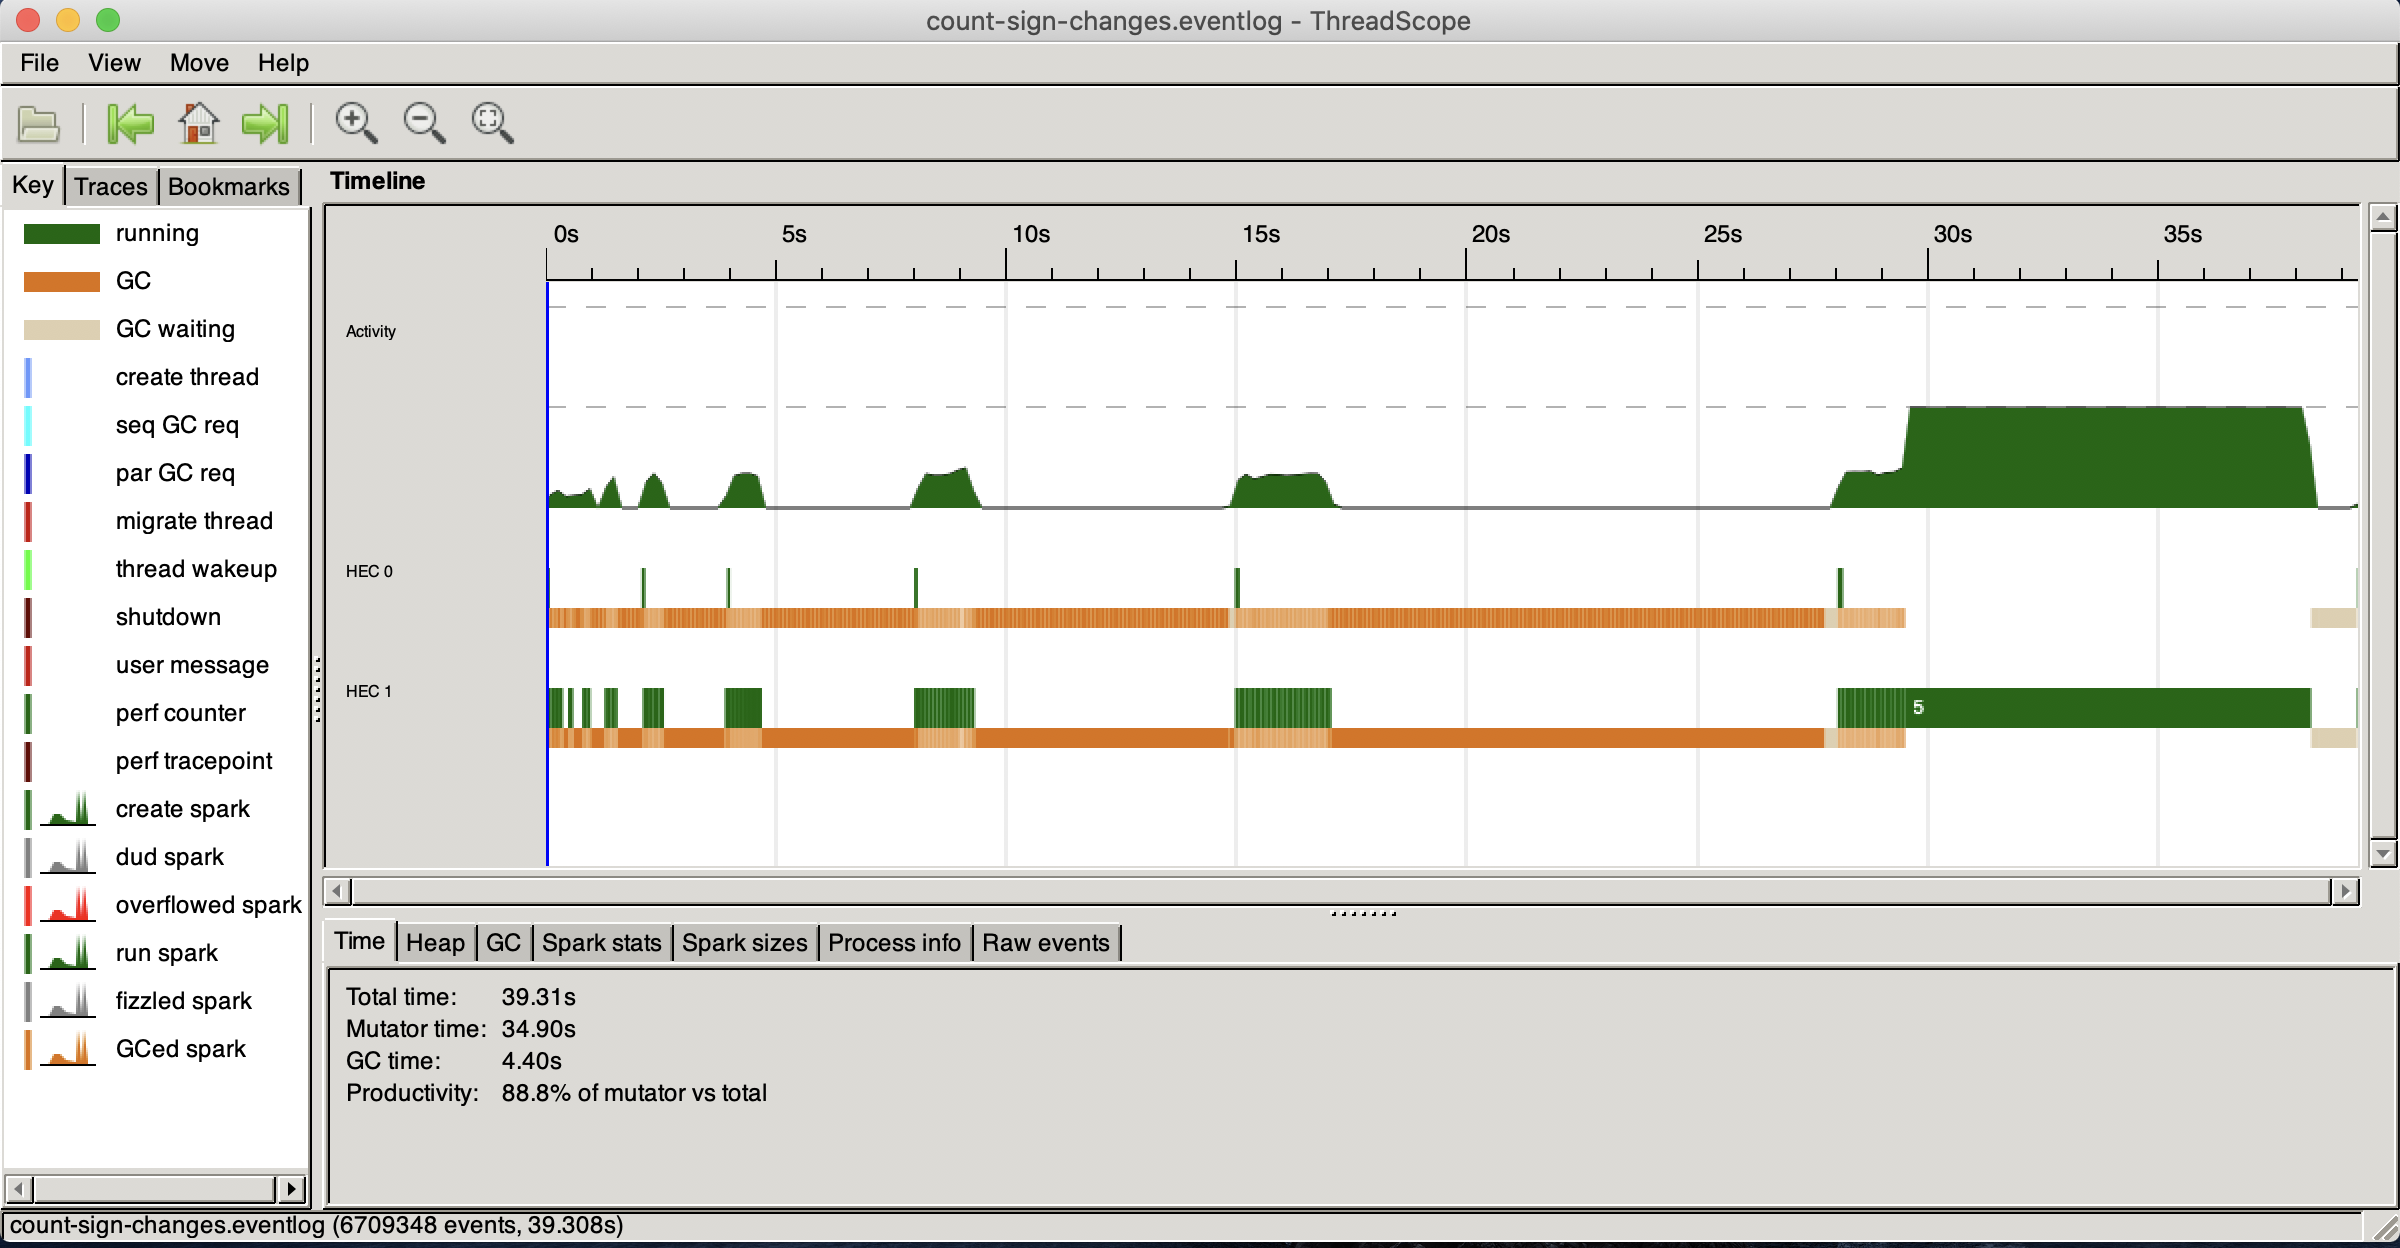 count-sign-changes.eventlog - ThreadScope
File View Move Help
Key Traces Bookmarks
running
GC
GC waiting
create thread
seq GC req
par GC req
migrate thread
thread wakeup
shutdown
user message
perf counter
perf tracepoint
create spark
dud spark
overflowed spark
run spark
fizzled spark
GCed spark
Timeline
0s 5s 10s 15s 20s 25s 30s 35s
Activity
HEC 0
HEC 1
5
Time Heap GC Spark stats Spark sizes Process info Raw events
Total time: 39.31s
Mutator time: 34.90s
GC time: 4.40s
Productivity: 88.8% of mutator vs total
count-sign-changes.eventlog (6709348 events, 39.308s)